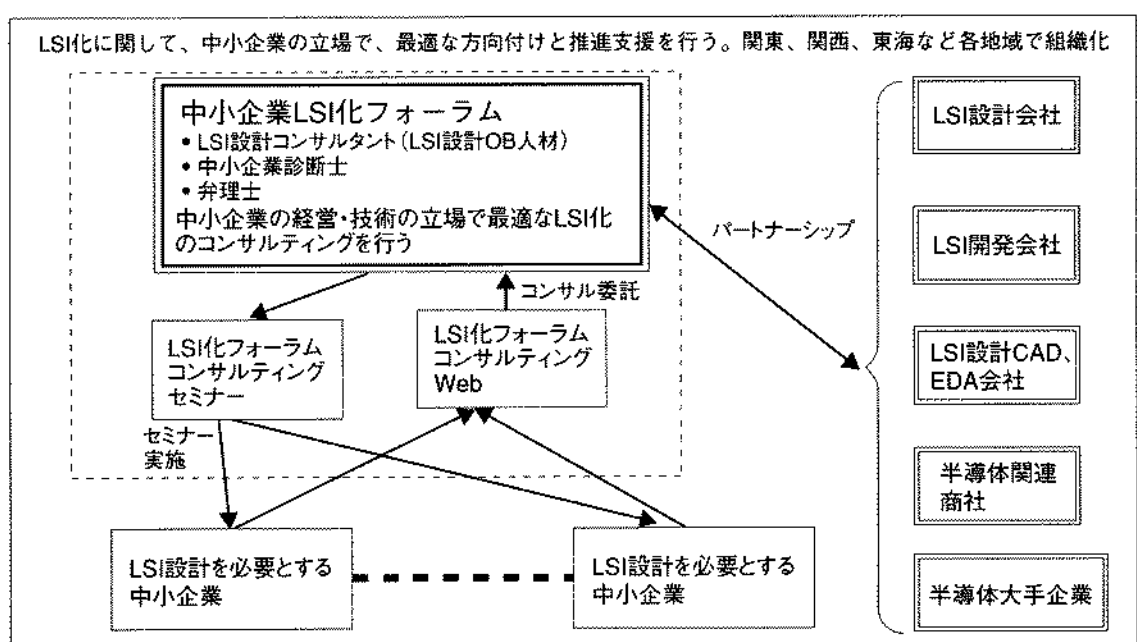 LSI化に関して、中小企業の立場で、最適な方向付けと推進支援を行う。関東、関西、東海など各地域で組織化
中小企業LSI化フォーラム
• LSI設計コンサルタント(LSI設計OB人材)
• 中小企業診断士
• 弁理士
中小企業の経営・技術の立場で最適なLSI化
のコンサルティングを行う
コンサル委託
LSI化フォーラム
コンサルティング
セミナー
LSI化フォーラム
コンサルティング
Web
セミナー
実施
LSI設計を必要とする
中小企業
LSI設計を必要とする
中小企業
パートナーシップ
LSI設計会社
LSI開発会社
LSI設計CAD、
EDA会社
半導体関連
商社
半導体大手企業